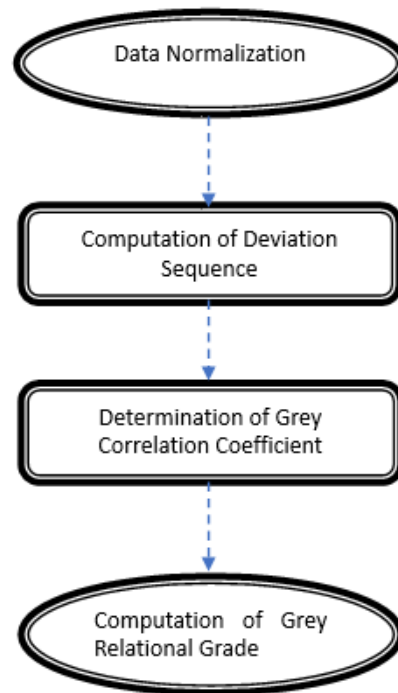 Data Normalization
Computation of Deviation
Sequence
Determination of Grey
Correlation Coefficient
Computation of Grey
Relational Grade